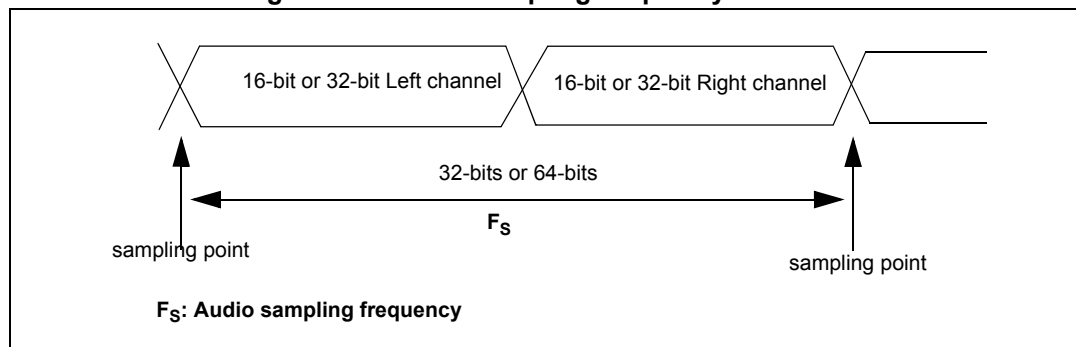 16-bit or 32-bit Left channel
16-bit or 32-bit Right channel
32-bits or 64-bits
FS
sampling point
sampling point
FS: Audio sampling frequency